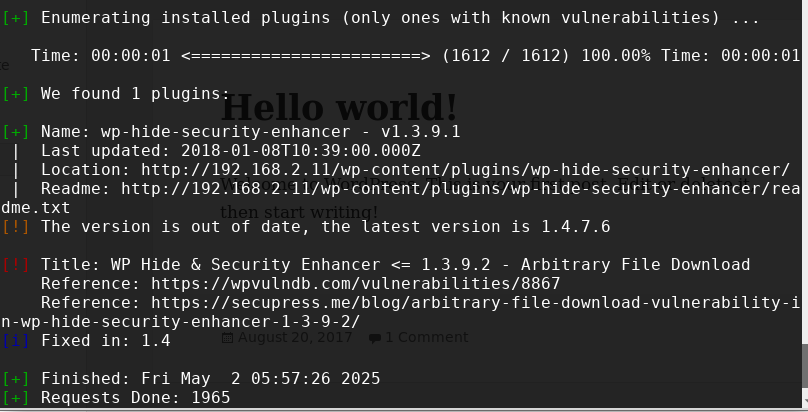 [+] Enumerating installed plugins (only ones with known vulnerabilities) ...
Time: 00:00:01 <=======================> (1612 / 1612) 100.00% Time: 00:00:01
[+] We found 1 plugins:
Hello world!
[+] Name: wp-hide-security-enhancer - v1.3.9.1
| Last updated: 2018-01-08T10:39:00.000Z
| Location: http://192.168.2.11/wp-content/plugins/wp-hide-security-enhancer/
| Readme: http://192.168.2.11/wp-content/plugins/wp-hide-security-enhancer/rea
dme.txt
then start writing!
[!] The version is out of date, the latest version is 1.4.7.6
[!] Title: WP Hide & Security Enhancer <= 1.3.9.2 - Arbitrary File Download
Reference: https://wpvulndb.com/vulnerabilities/8867
Reference: https://secupress.me/blog/arbitrary-file-download-vulnerability-i
n-wp-hide-security-enhancer-1-3-9-2/
August 20, 2017 1 Comment
[i] Fixed in: 1.4
[+] Finished: Fri May  2 05:57:26 2025
[+] Requests Done: 1965